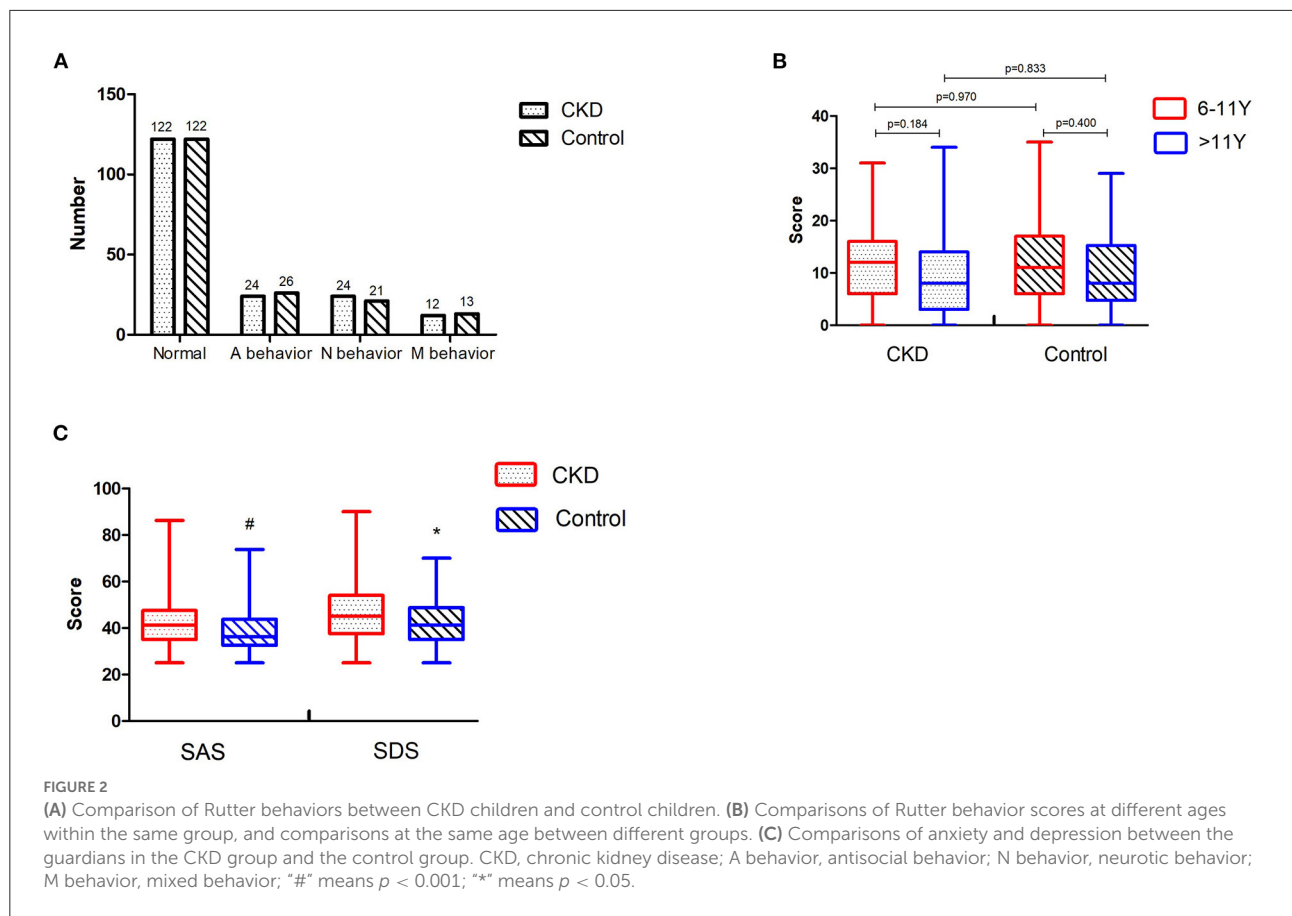 A
150
100
50
0
Number
122 122
24 26
24 21
12 13
Normal A behavior N behavior M behavior
CKD
Control
B
p=0.833
p=0.970
p=0.184 p=0.400
40
30
20
10
0
Score
CKD Control
6-11Y
>11Y
C
100
80
60
40
20
0
Score
# *
SAS SDS
CKD
Control
FIGURE 2
(A) Comparison of Rutter behaviors between CKD children and control children. (B) Comparisons of Rutter behavior scores at different ages
within the same group, and comparisons at the same age between different groups. (C) Comparisons of anxiety and depression between the
guardians in the CKD group and the control group. CKD, chronic kidney disease; A behavior, antisocial behavior; N behavior, neurotic behavior;
M behavior, mixed behavior; “#” means p < 0.001; “*” means p < 0.05.